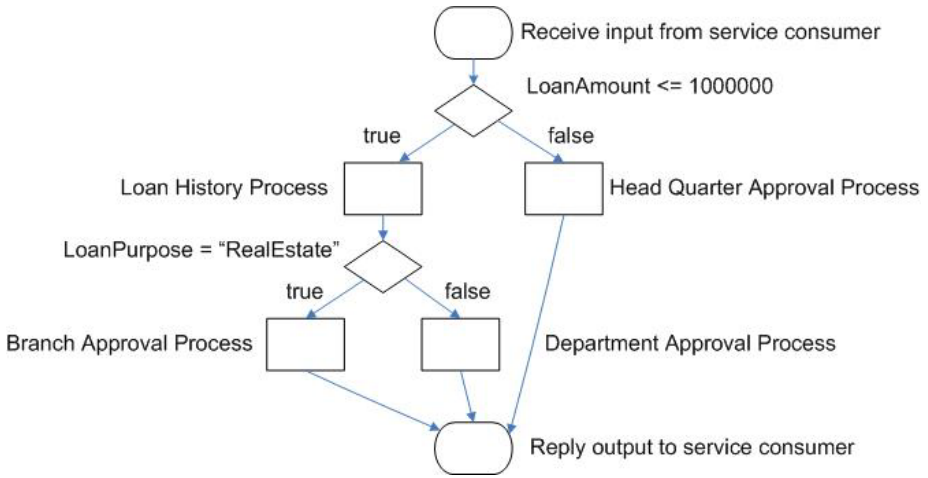 Receive input from service consumer
LoanAmount <= 1000000
true
false
Loan History Process
Head Quarter Approval Process
LoanPurpose = “RealEstate”
true
false
Branch Approval Process
Department Approval Process
Reply output to service consumer